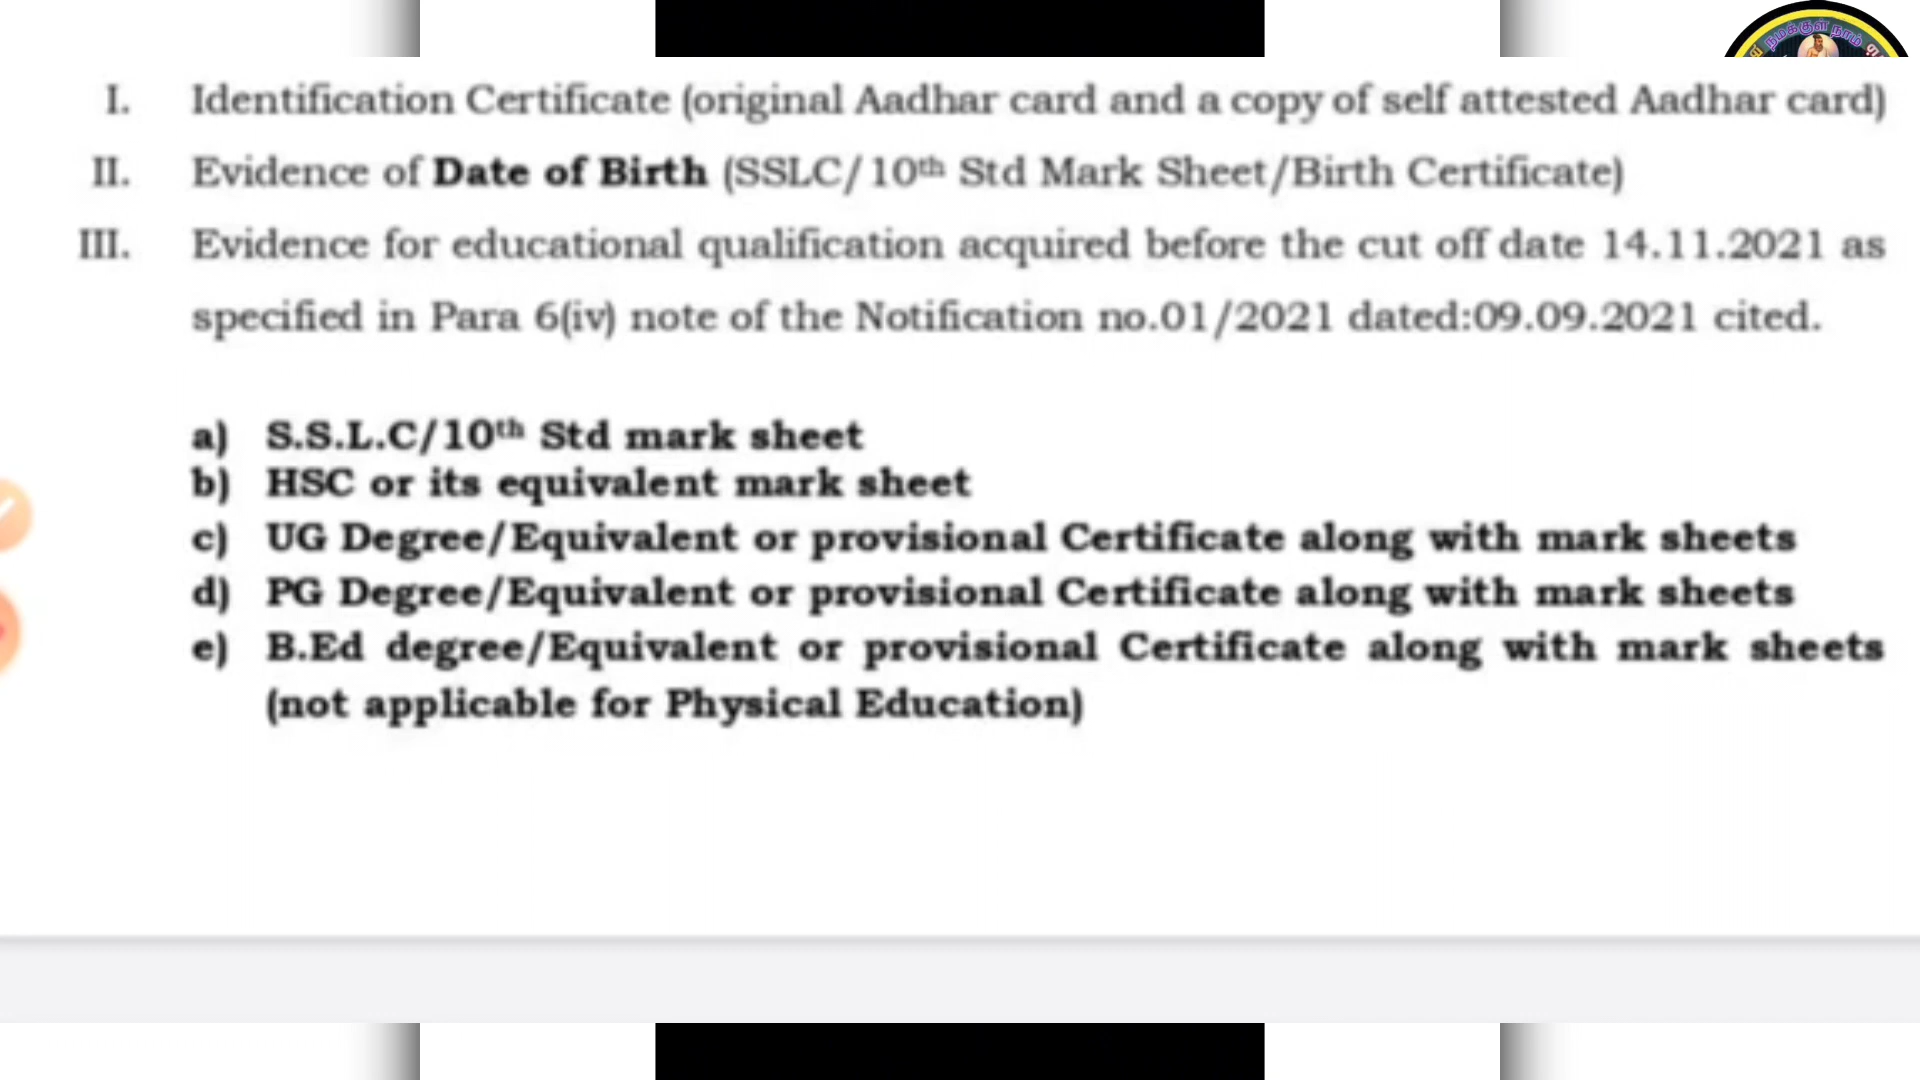 நமக்குள் நாம்
I. Identification Certificate (original Aadhar card and a copy of self attested Aadhar card)
II. Evidence of Date of Birth (SSLC/10th Std Mark Sheet/Birth Certificate)
III. Evidence for educational qualification acquired before the cut off date 14.11.2021 as
specified in Para 6(iv) note of the Notification no.01/2021 dated:09.09.2021 cited.
a) S.S.L.C/10th Std mark sheet
b) HSC or its equivalent mark sheet
c) UG Degree/Equivalent or provisional Certificate along with mark sheets
d) PG Degree/Equivalent or provisional Certificate along with mark sheets
e) B.Ed degree/Equivalent or provisional Certificate along with mark sheets
(not applicable for Physical Education)